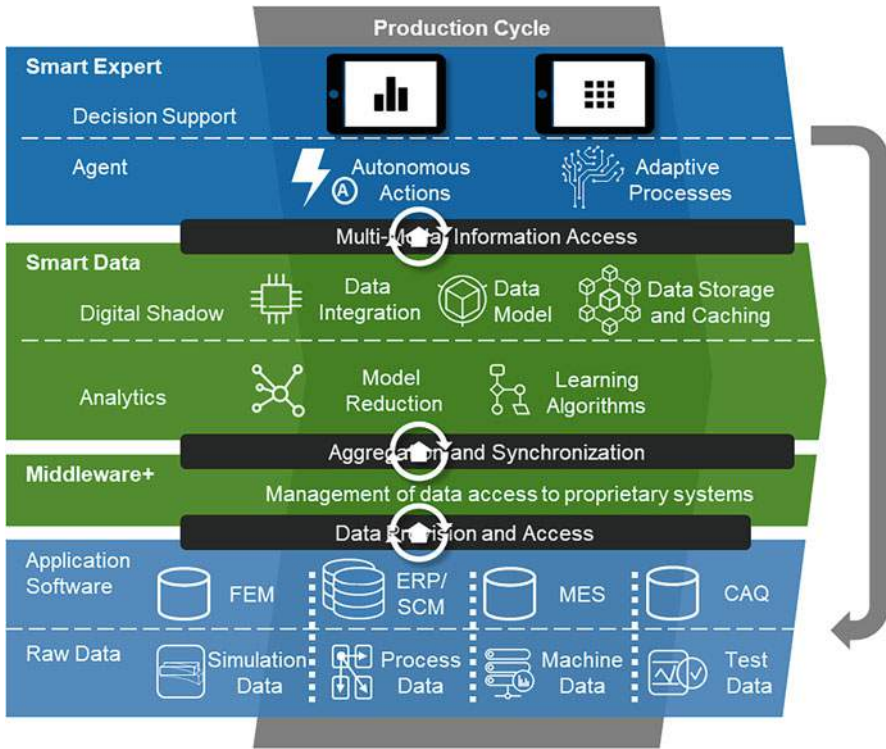 Production Cycle
Smart Expert
Decision Support
Agent
A
Autonomous
Actions
Adaptive
Processes
Multi-Modal Information Access
Smart Data
Digital Shadow
Data
Integration
Data
Model
Data Storage
and Caching
Analytics
Model
Reduction
Learning
Algorithms
Aggregation and Synchronization
Middleware+
Management of data access to proprietary systems
Data Provision and Access
Application
Software
FEM
ERP/
SCM
MES
CAQ
Raw Data
Simulation
Data
Process
Data
Machine
Data
Test
Data